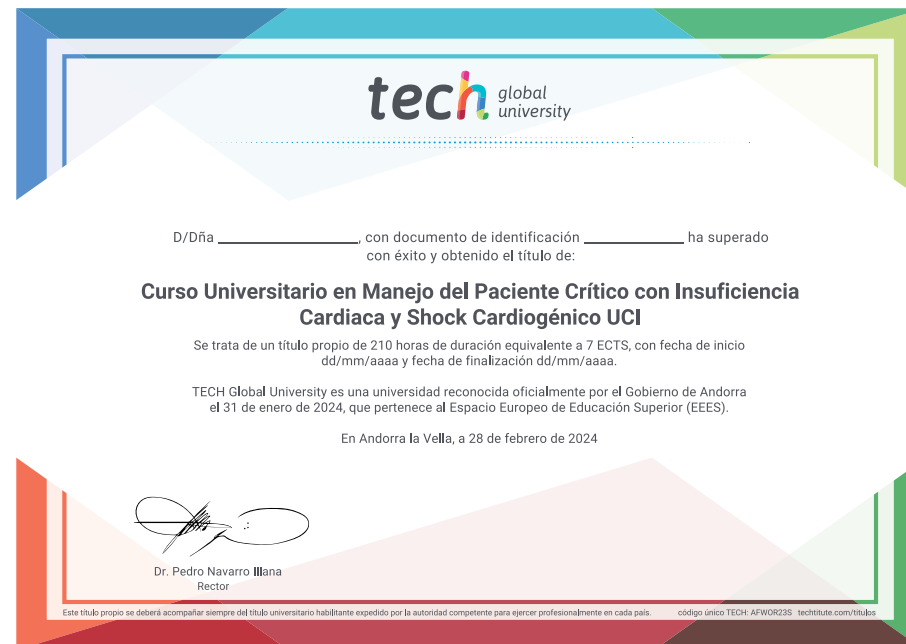 tech global university
D/Dña ______________, con documento de identificación __________ ha superado
con éxito y obtenido el título de:
Curso Universitario en Manejo del Paciente Crítico con Insuficiencia
Cardiaca y Shock Cardiogénico UCI
Se trata de un título propio de 210 horas de duración equivalente a 7 ECTS, con fecha de inicio
dd/mm/aaaa y fecha de finalización dd/mm/aaaa.
TECH Global University es una universidad reconocida oficialmente por el Gobierno de Andorra
el 31 de enero de 2024, que pertenece al Espacio Europeo de Educación Superior (EEES).
En Andorra la Vella, a 28 de febrero de 2024
Dr. Pedro Navarro Illana
Rector
Este título propio se deberá acompañar siempre del título universitario habilitante expedido por la autoridad competente para ejercer profesionalmente en cada país. código único TECH: AFWOR23S techtitute.com/titulos